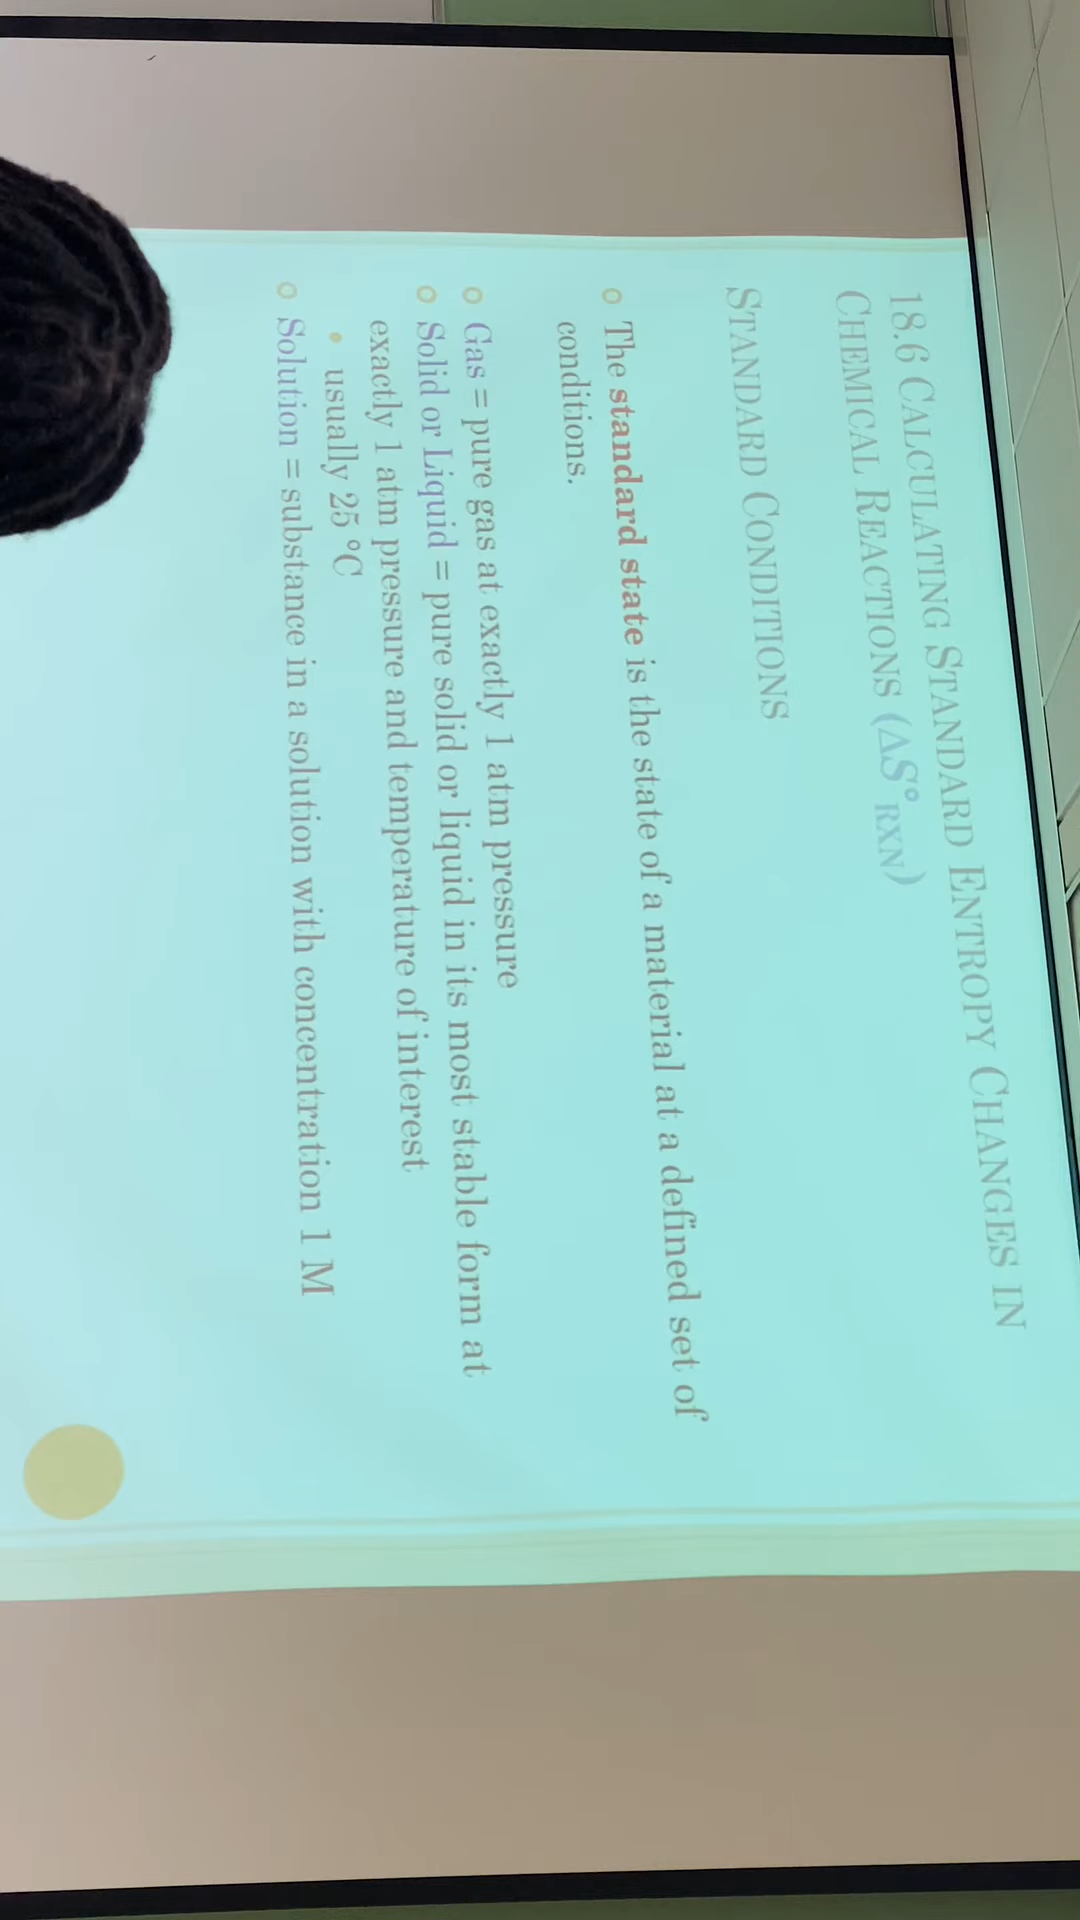 18.6 CALCULATING STANDARD ENTROPY CHANGES IN
CHEMICAL REACTIONS (ΔS°RXN)
STANDARD CONDITIONS
The standard state is the state of a material at a defined set of
conditions.
Gas = pure gas at exactly 1 atm pressure
Solid or Liquid = pure solid or liquid in its most stable form at
exactly 1 atm pressure and temperature of interest
usually 25 °C
Solution = substance in a solution with concentration 1 M